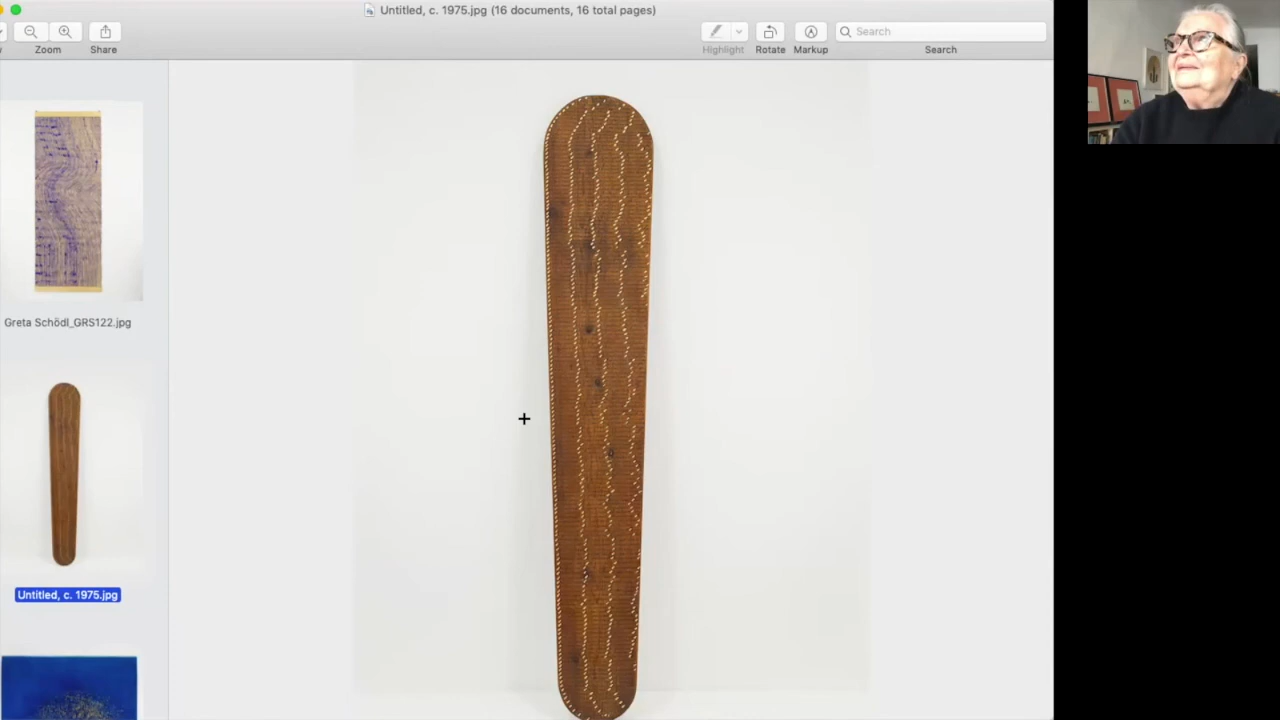 Untitled, c. 1975.jpg (16 documents, 16 total pages)
Zoom
Share
Highlight
Rotate
Markup
Search
Search
Greta Schödl_GRS122.jpg
Untitled, c. 1975.jpg